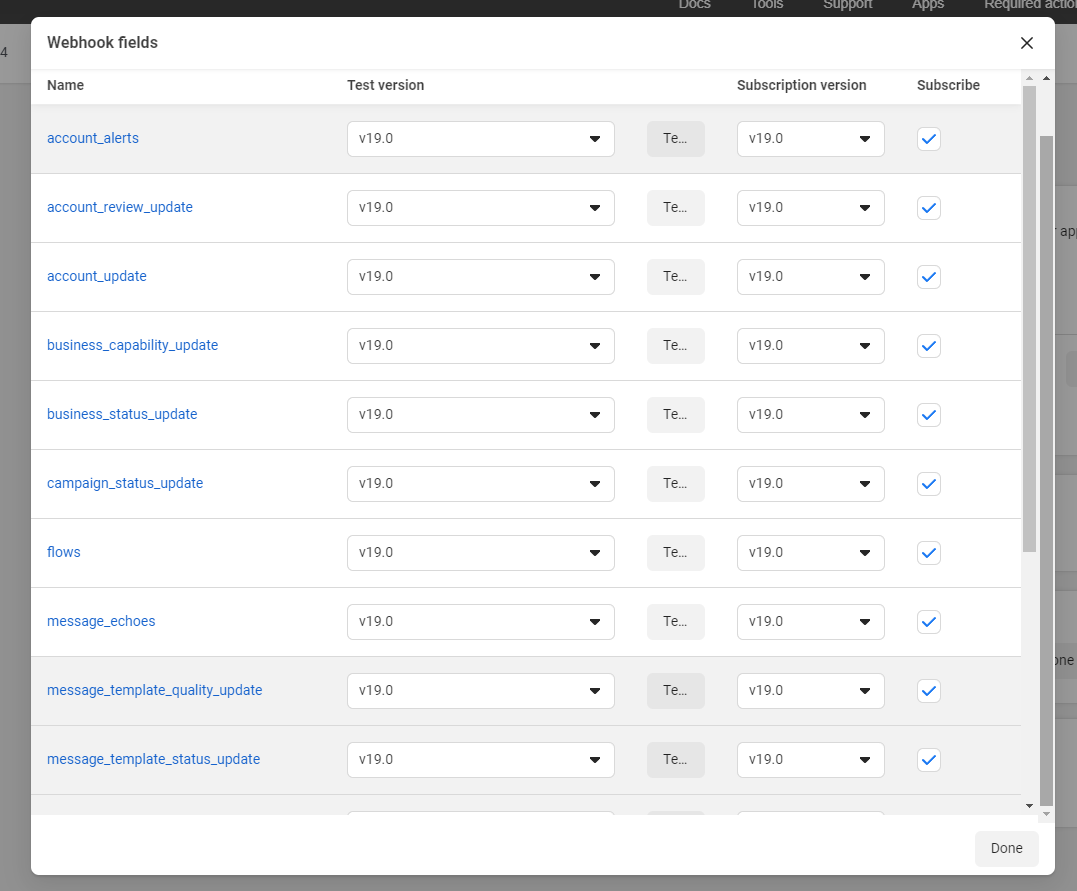 Docs Tools Support Apps Required actio
4
Webhook fields
Name Test version Subscription version Subscribe
account_alerts v19.0 Te... v19.0
account_review_update v19.0 Te... v19.0
r app
account_update v19.0 Te... v19.0
business_capability_update v19.0 Te... v19.0
business_status_update v19.0 Te... v19.0
campaign_status_update v19.0 Te... v19.0
flows v19.0 Te... v19.0
message_echoes v19.0 Te... v19.0
one
message_template_quality_update v19.0 Te... v19.0
message_template_status_update v19.0 Te... v19.0
Done